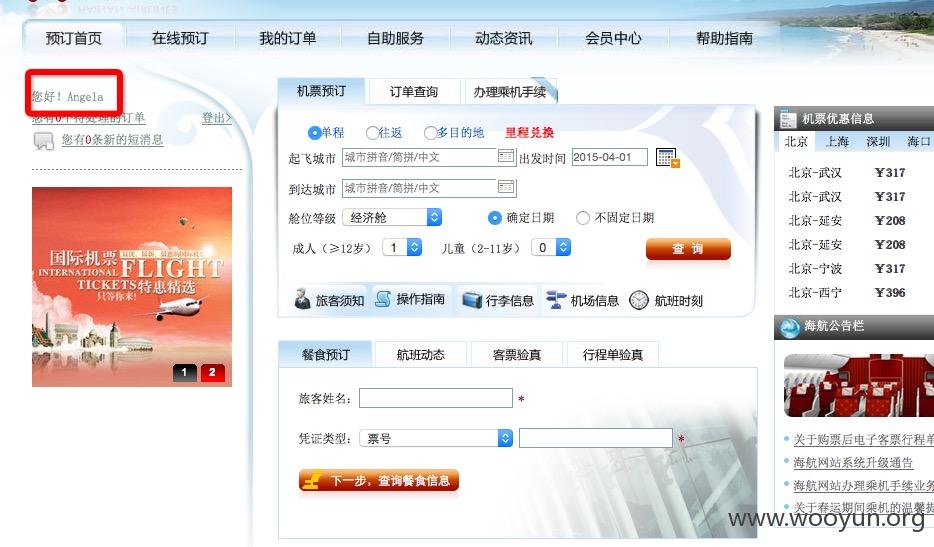 HAINAN AIRLINES
预订首页 在线预订 我的订单 自助服务 动态资讯 会员中心 帮助指南
您好！Angela
您有0个待处理的订单 登出>
您有0条新的短消息
国际机票
INTERNATIONAL FLIGHT
TICKETS 特惠精选
只等你来!
1 2
机票预订 订单查询 办理乘机手续
单程 往返 多目的地 里程兑换
起飞城市 城市拼音/简拼/中文 出发时间 2015-04-01
到达城市 城市拼音/简拼/中文
舱位等级 经济舱 确定日期 不固定日期
成人（≥12岁） 1 儿童（2-11岁） 0 查 询
旅客须知 操作指南 行李信息 机场信息 航班时刻
餐食预订 航班动态 客票验真 行程单验真
旅客姓名： *
凭证类型： 票号 *
下一步，查询餐食信息
机票优惠信息
北京 上海 深圳 海口
北京-武汉 ¥317
北京-武汉 ¥317
北京-延安 ¥208
北京-延安 ¥208
北京-宁波 ¥317
北京-西宁 ¥396
海航公告栏
关于购票后电子客票行程单
海航网站系统升级通告
海航网站办理乘机手续业务
关于春运期间乘机的温馨提
www.wooyun.org